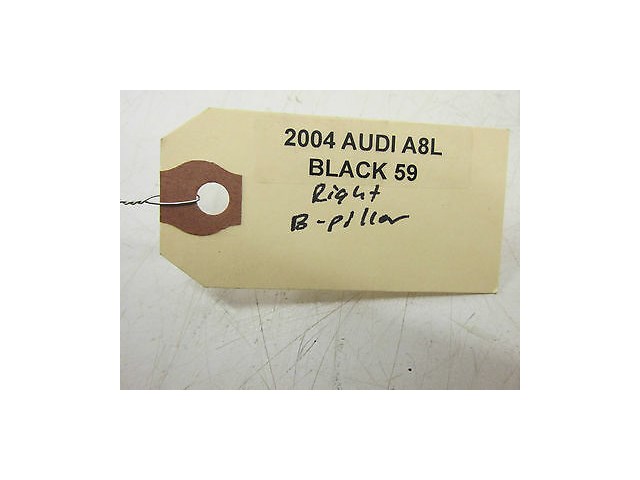 2004 AUDI A8L
BLACK 59
Right
B-pillar